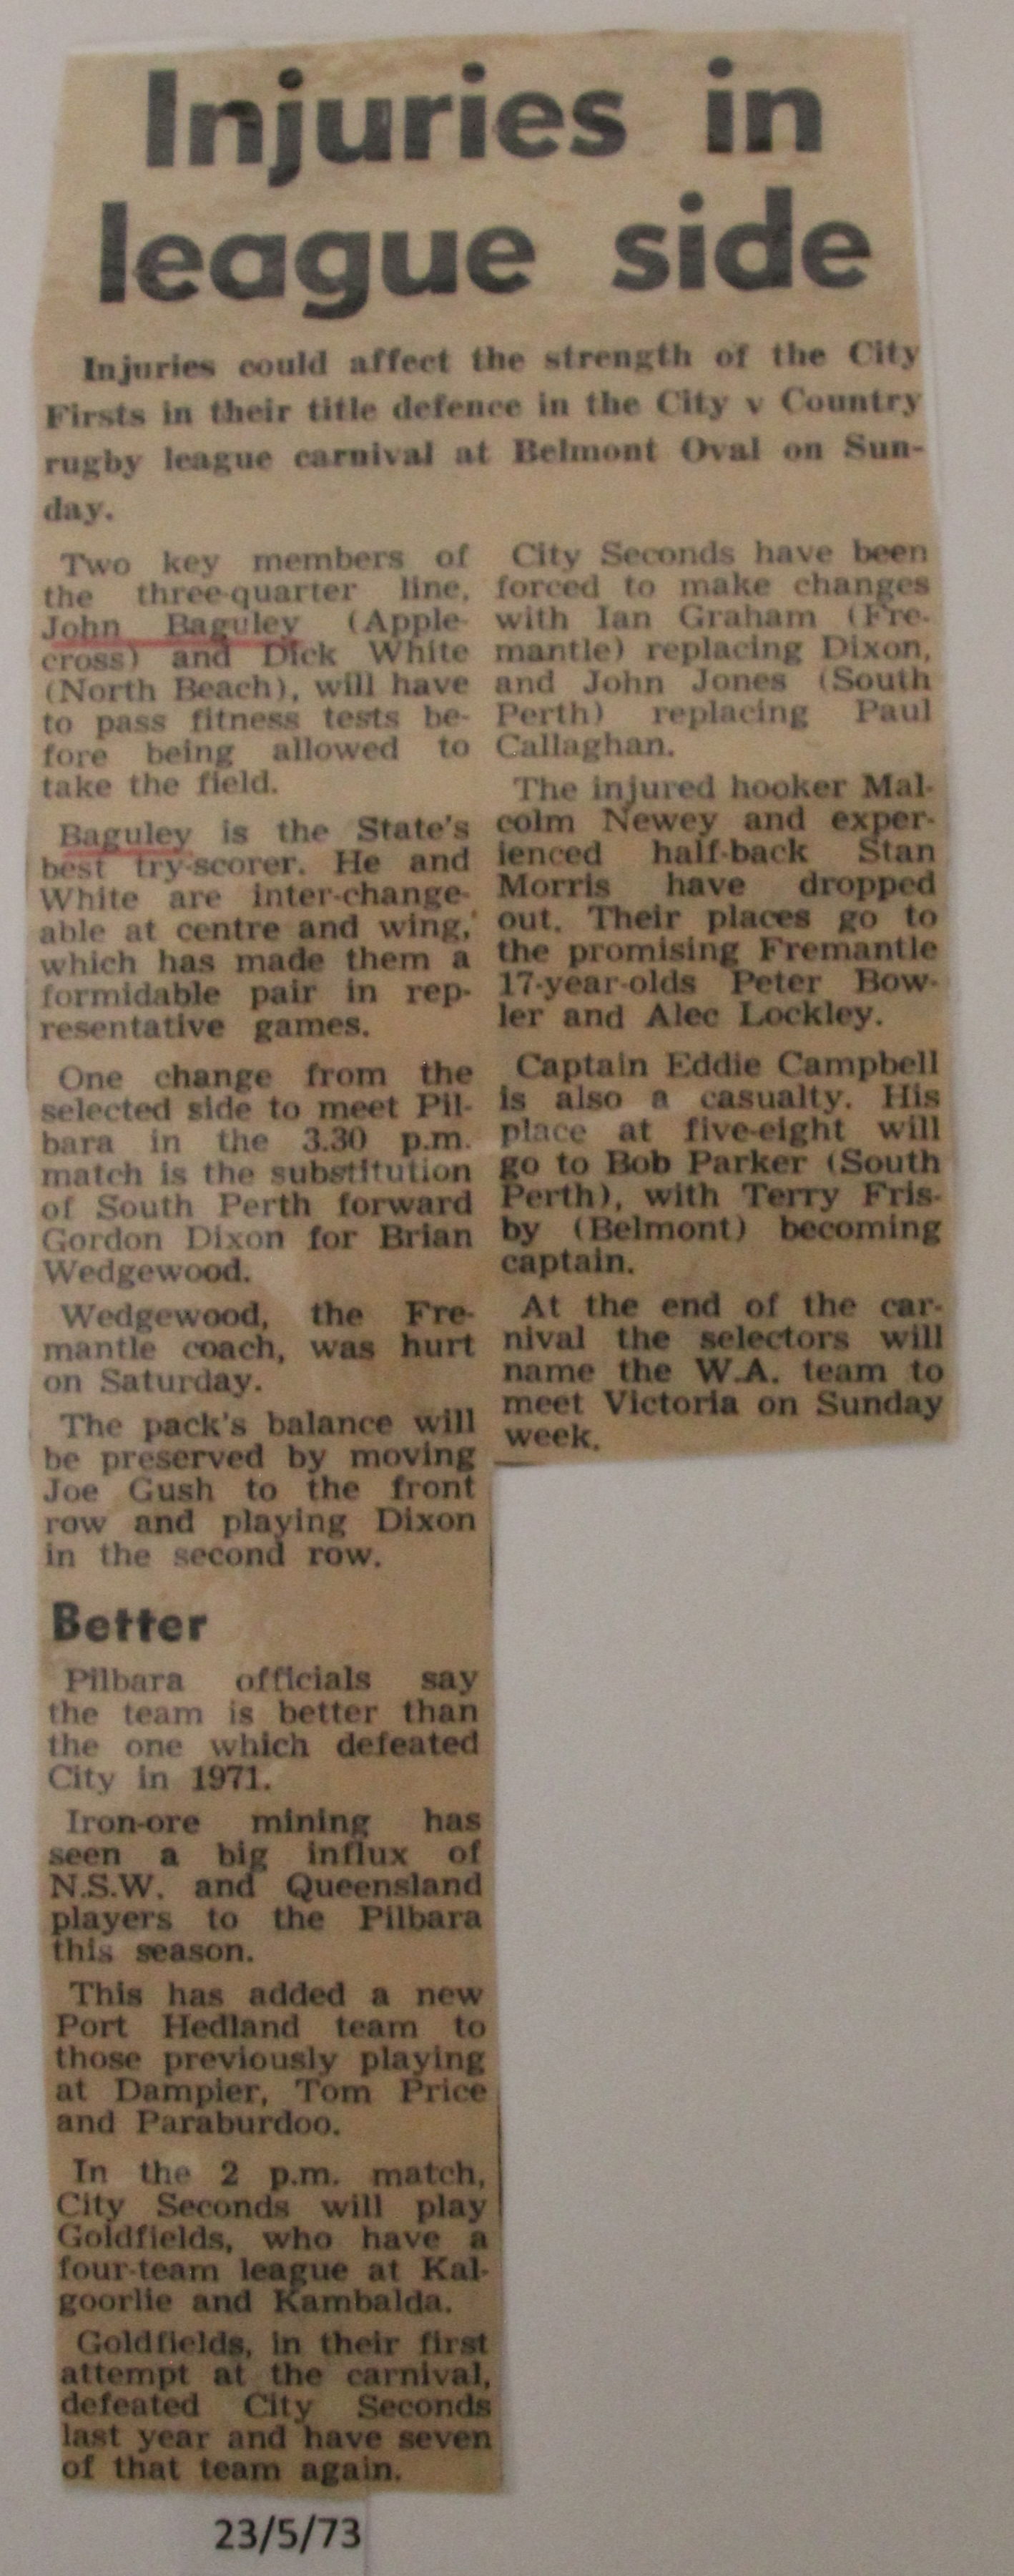 Injuries in
league side
Injuries could affect the strength of the City
Firsts in their title defence in the City v Country
rugby league carnival at Belmont Oval on Sun-
day.
Two key members of
the three-quarter line,
John Baguley (Apple-
cross) and Dick White
(North Beach), will have
to pass fitness tests be-
fore being allowed to
take the field.
Baguley is the State's
best try-scorer. He and
White are inter-change-
able at centre and wing,
which has made them a
formidable pair in rep-
resentative games.
One change from the
selected side to meet Pil-
bara in the 3.30 p.m.
match is the substitution
of South Perth forward
Gordon Dixon for Brian
Wedgewood.
Wedgewood, the Fre-
mantle coach, was hurt
on Saturday.
The pack's balance will
be preserved by moving
Joe Gush to the front
row and playing Dixon
in the second row.
Better
Pilbara officials say
the team is better than
the one which defeated
City in 1971.
Iron-ore mining has
seen a big influx of
N.S.W. and Queensland
players to the Pilbara
this season.
This has added a new
Port Hedland team to
those previously playing
at Dampier, Tom Price
and Paraburdoo.
In the 2 p.m. match,
City Seconds will play
Goldfields, who have a
four-team league at Kal-
goorlie and Kambalda.
Goldfields, in their first
attempt at the carnival,
defeated City Seconds
last year and have seven
of that team again.
City Seconds have been
forced to make changes
with Ian Graham (Fre-
mantle) replacing Dixon,
and John Jones (South
Perth) replacing Paul
Callaghan.
The injured hooker Mal-
colm Newey and exper-
ienced half-back Stan
Morris have dropped
out. Their places go to
the promising Fremantle
17-year-olds Peter Bow-
ler and Alec Lockley.
Captain Eddie Campbell
is also a casualty. His
place at five-eight will
go to Bob Parker (South
Perth), with Terry Fris-
by (Belmont) becoming
captain.
At the end of the car-
nival the selectors will
name the W.A. team to
meet Victoria on Sunday
week.
23/5/73